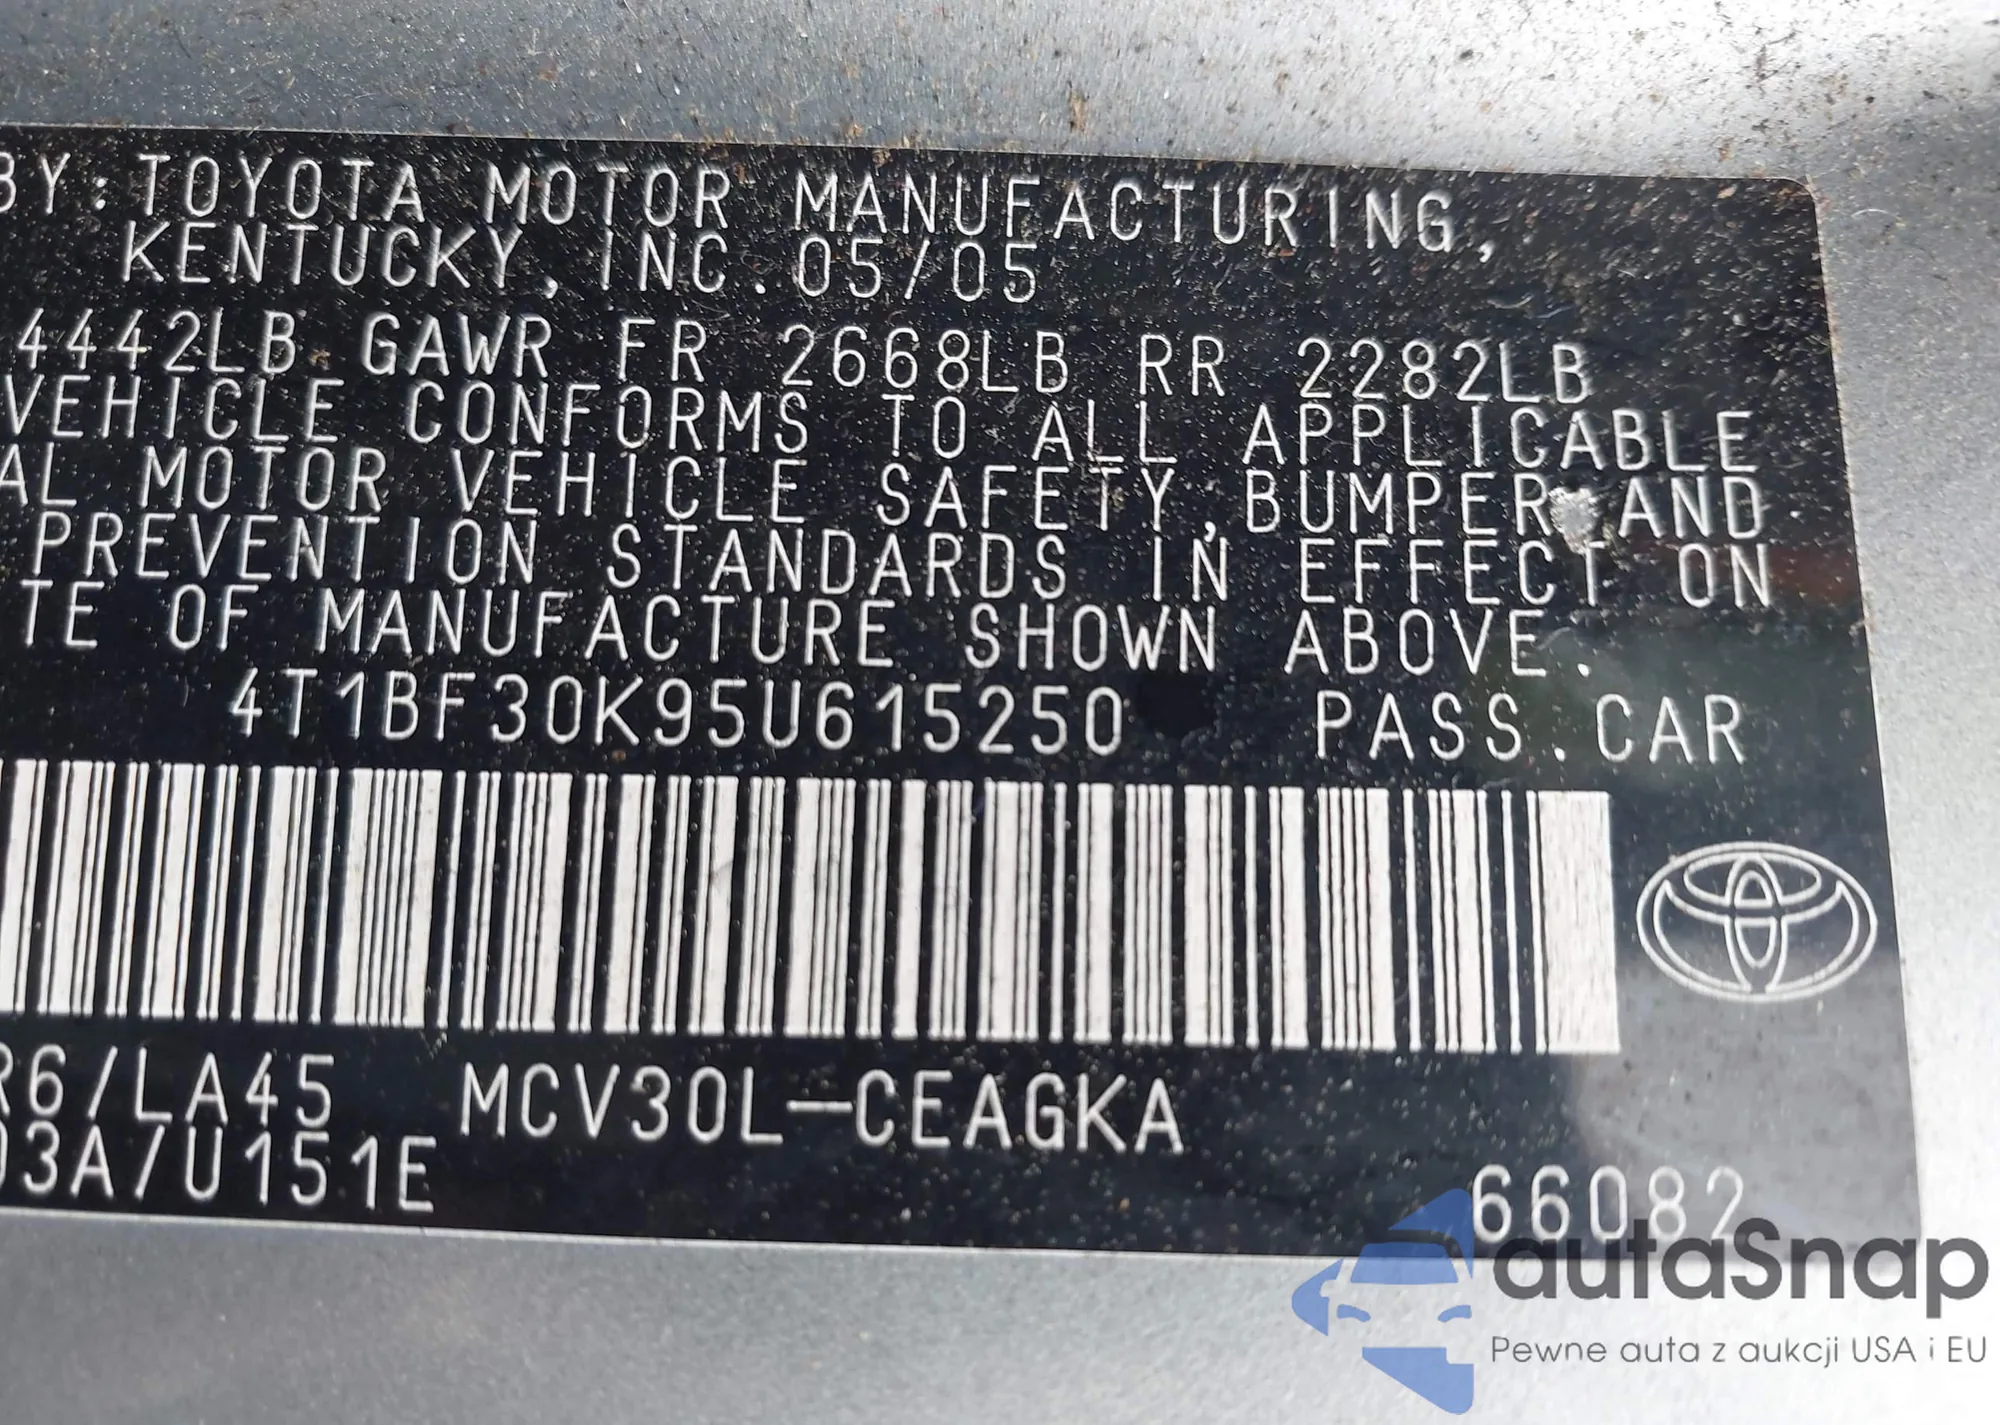 BY:TOYOTA MOTOR MANUFACTURING,
KENTUCKY, INC. 05/05
4442LB GAWR FR 2668LB RR 2282LB
VEHICLE CONFORMS TO ALL APPLICABLE
AL MOTOR VEHICLE SAFETY, BUMPER AND
PREVENTION STANDARDS IN EFFECT ON
TE OF MANUFACTURE SHOWN ABOVE.
4T1BF30K95U615250 PASS.CAR
R6/LA45 MCV30L-CEAGKA
03A/U151E
66082
autaSnap
Pewne auta z aukcji USA i EU